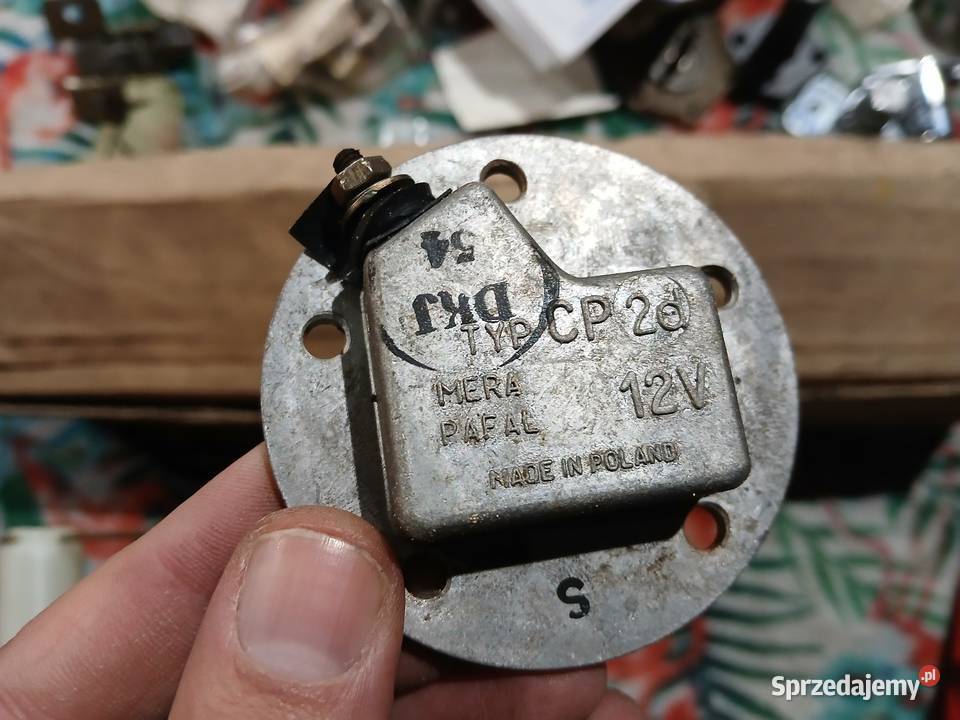 54
DKJ
TYP CP 2d
MERA
PAFAL
12V
MADE IN POLAND
S
Sprzedajemy.pl